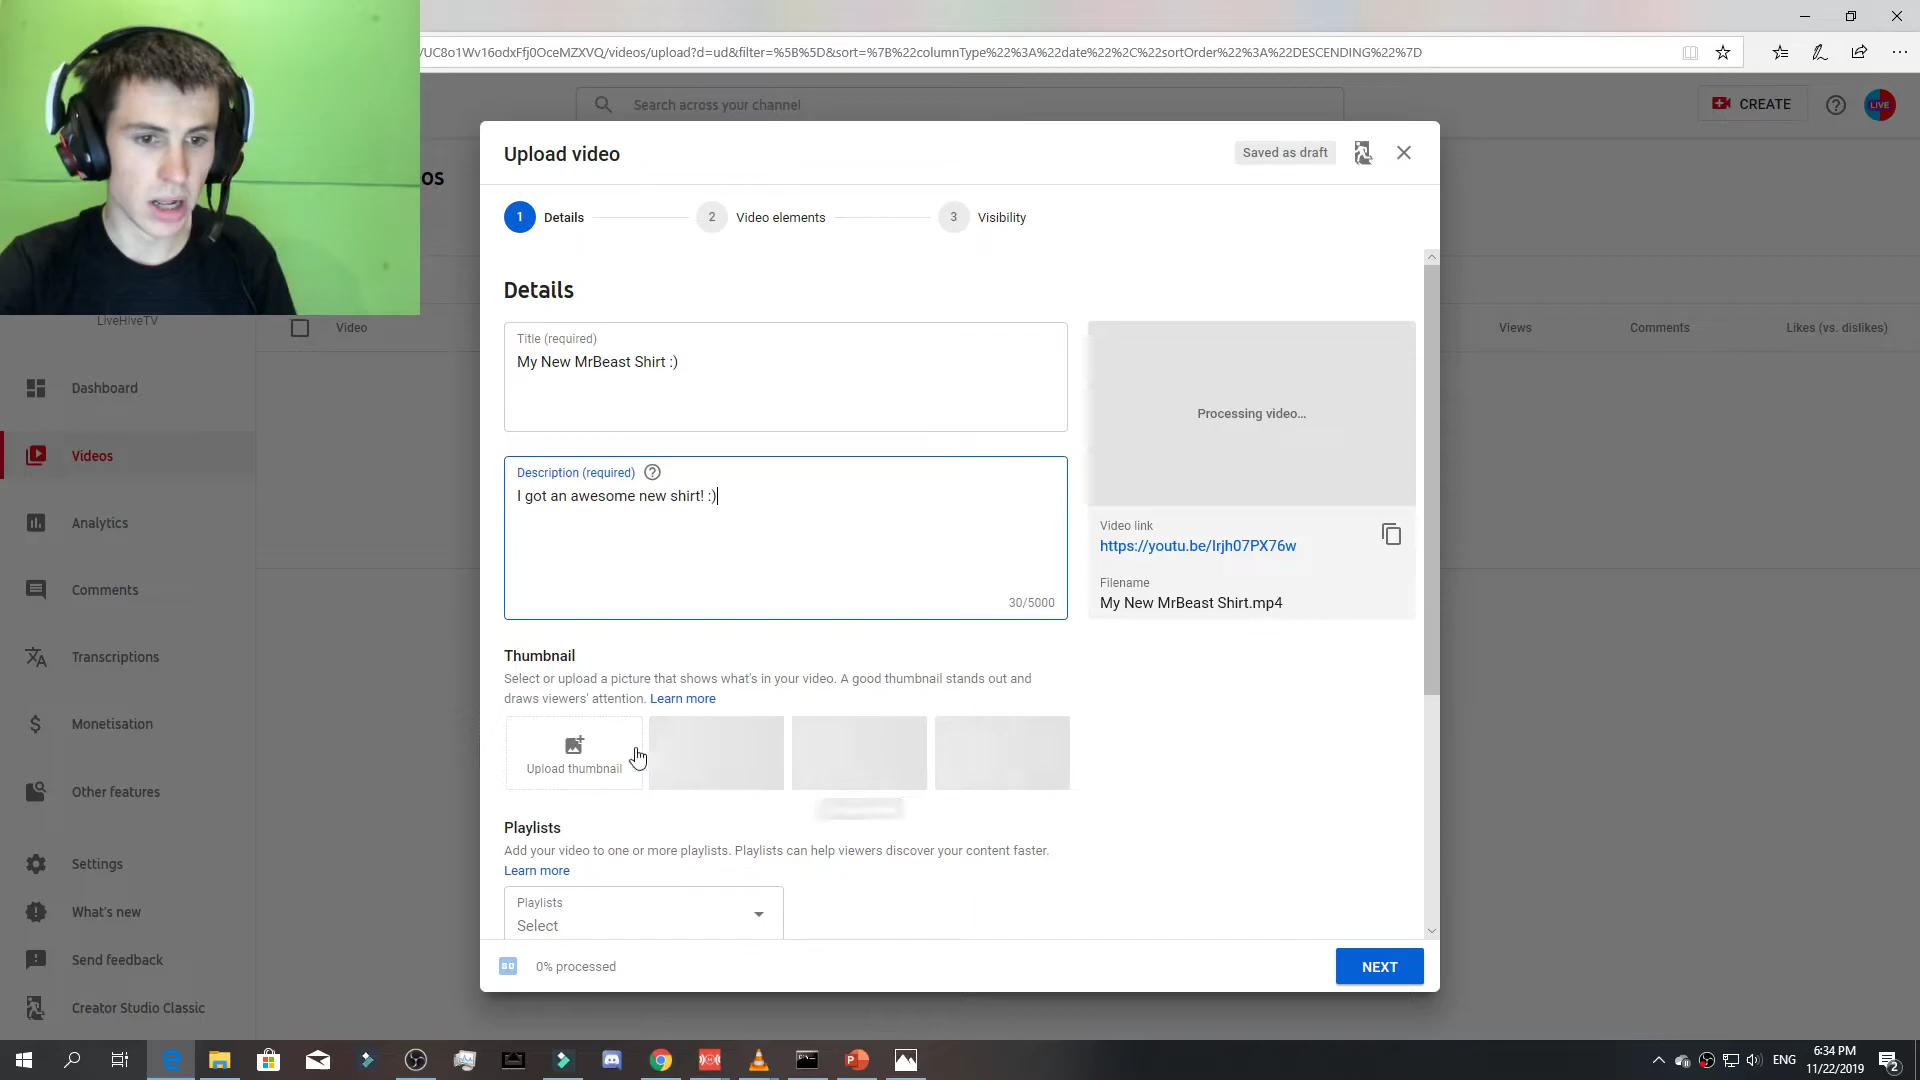 /UC8o1Wv16odxFfj0OceMZXVQ/videos/upload?d=ud&filter=%5B%5D&sort=%7B%22columnType%22%3A%22date%22%2C%22sortOrder%22%3A%22DESCENDING%22%7D
Search across your channel
CREATE
LIVE
Upload video
Saved as draft
os
1 Details
2 Video elements
3 Visibility
Details
LiveHiveTV
Video
Views
Comments
Likes (vs. dislikes)
Title (required)
My New MrBeast Shirt :)
Processing video...
Description (required)
I got an awesome new shirt! :)
30/5000
Video link
https://youtu.be/Irjh07PX76w
Filename
My New MrBeast Shirt.mp4
Dashboard
Videos
Analytics
Comments
Transcriptions
Monetisation
Other features
Settings
What's new
Send feedback
Creator Studio Classic
Thumbnail
Select or upload a picture that shows what's in your video. A good thumbnail stands out and
draws viewers' attention. Learn more
Upload thumbnail
Playlists
Add your video to one or more playlists. Playlists can help viewers discover your content faster.
Learn more
Playlists
Select
SD
0% processed
NEXT
ENG
6:34 PM
11/22/2019
2